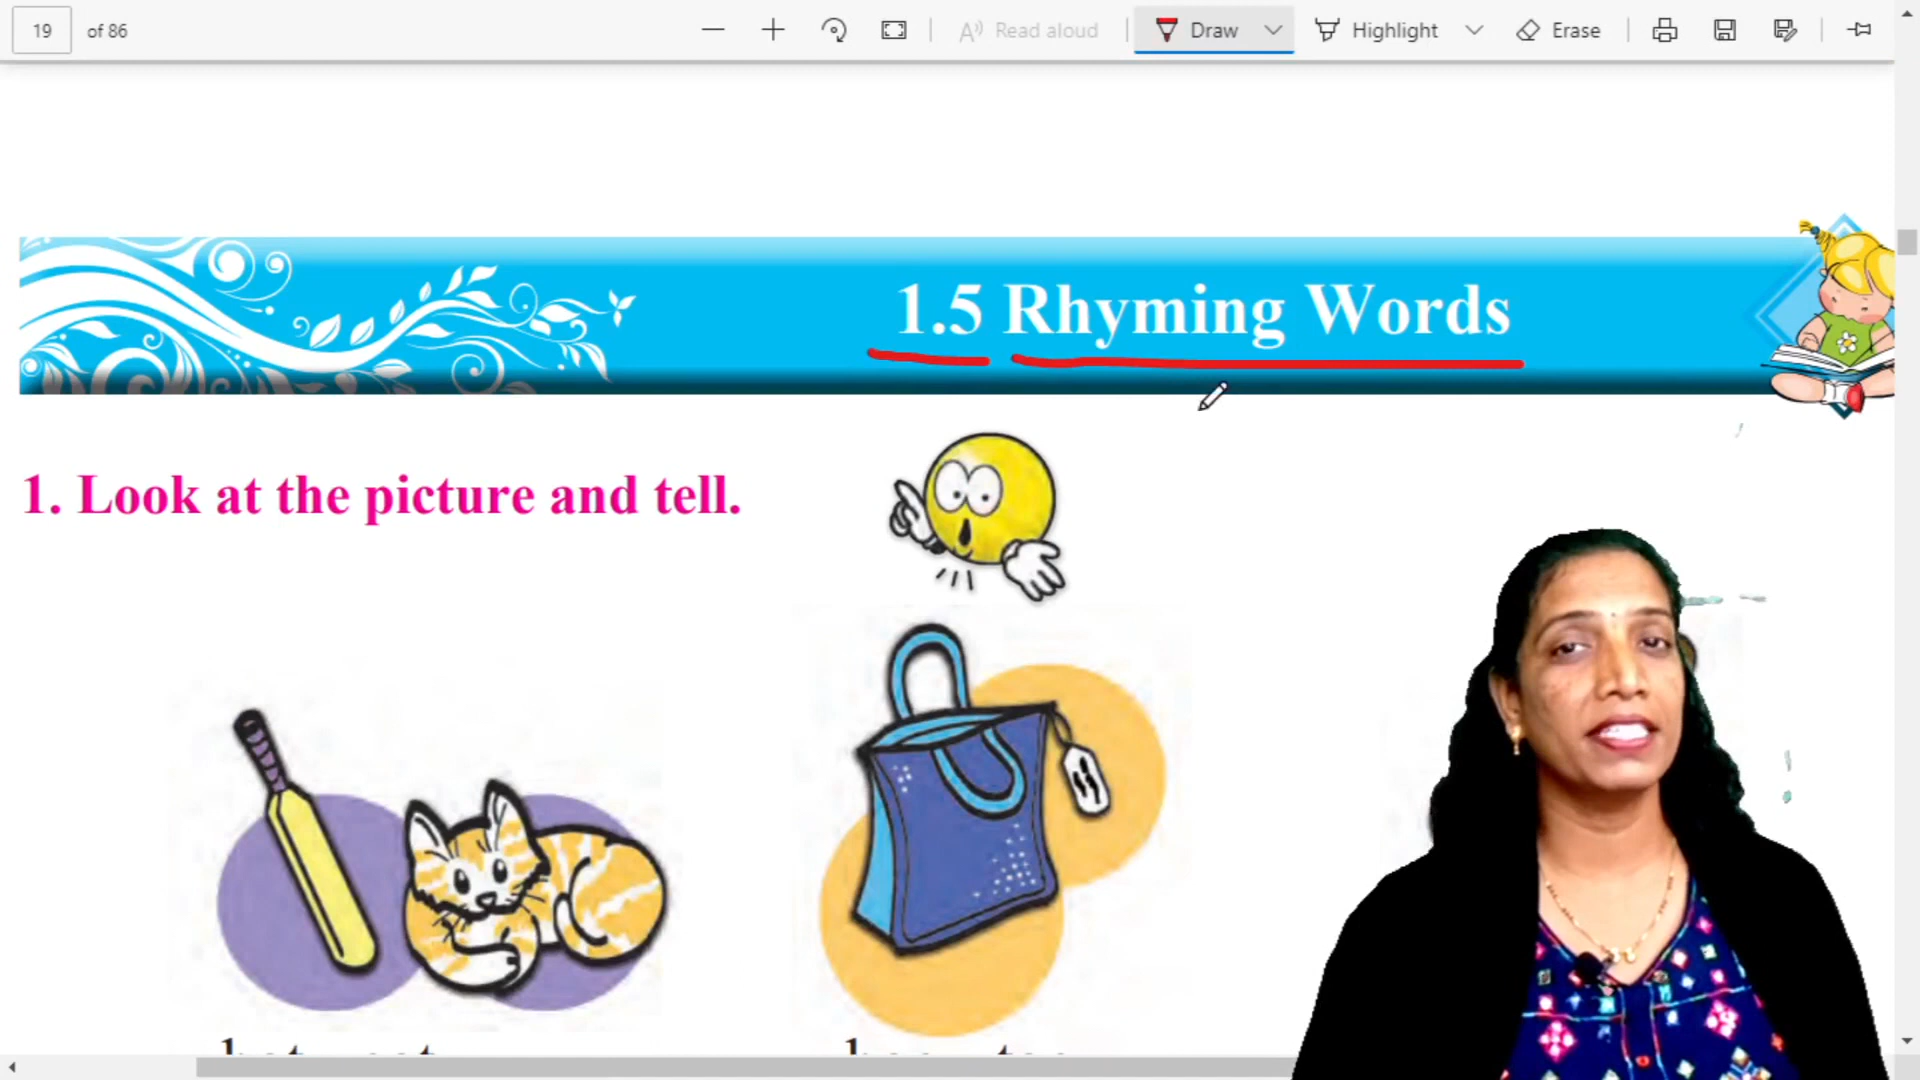 19 of 86 Read aloud Draw Highlight Erase
1.5 Rhyming Words
1. Look at the picture and tell.